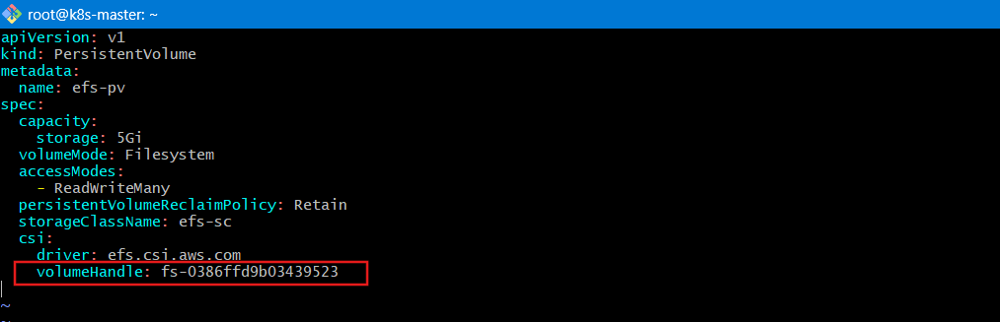 root@k8s-master: ~
apiVersion: v1
kind: PersistentVolume
metadata:
  name: efs-pv
spec:
  capacity:
    storage: 5Gi
  volumeMode: Filesystem
  accessModes:
    - ReadWriteMany
  persistentVolumeReclaimPolicy: Retain
  storageClassName: efs-sc
  csi:
    driver: efs.csi.aws.com
    volumeHandle: fs-0386ffd9b03439523
~
~